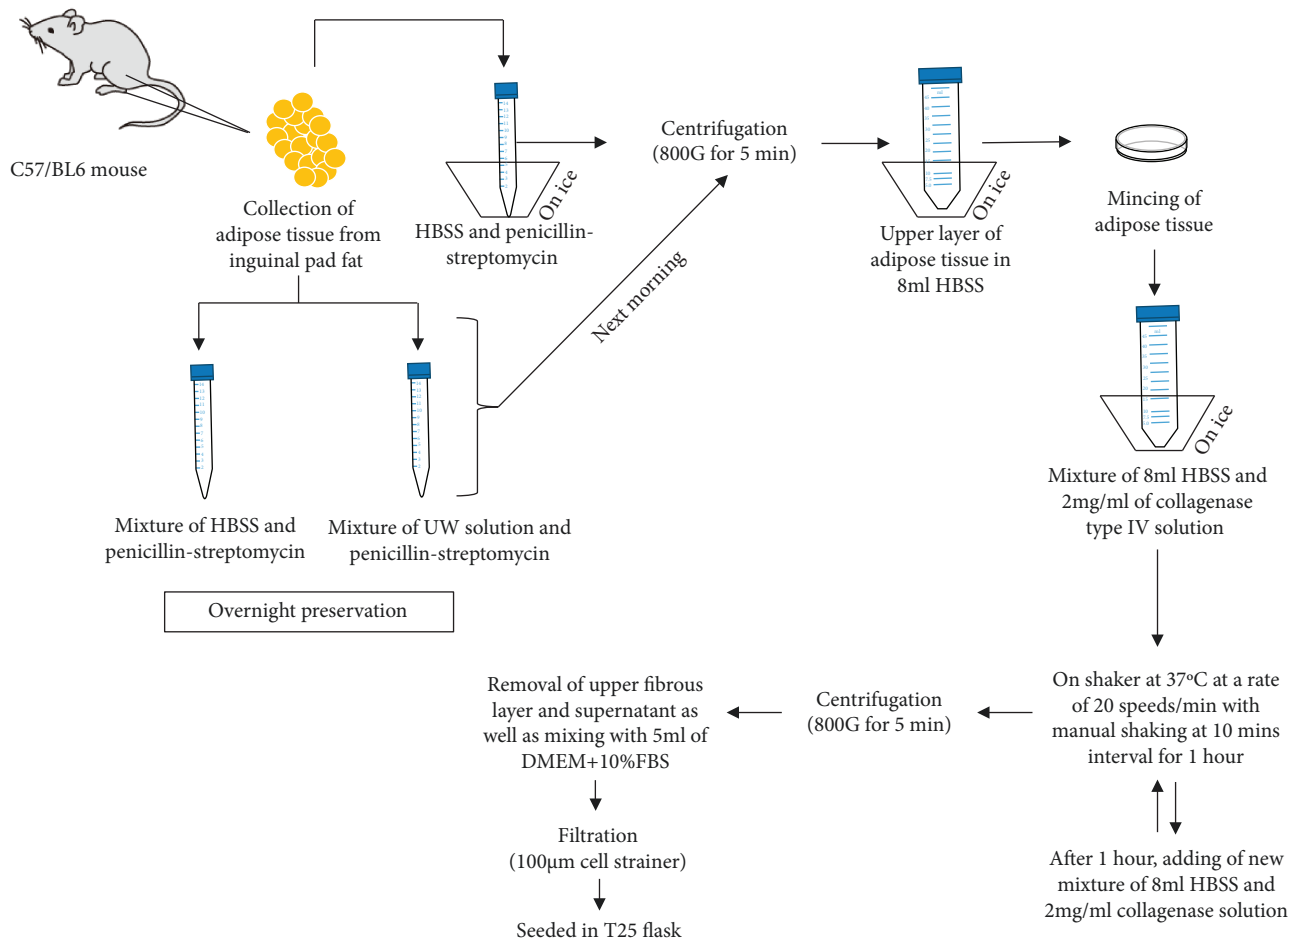 C57/BL6 mouse
Collection of
adipose tissue from
inguinal pad fat
On ice
HBSS and penicillin-
streptomycin
Centrifugation
(800G for 5 min)
On ice
Upper layer of
adipose tissue in
8ml HBSS
Mincing of
adipose tissue
Next morning
Mixture of HBSS and
penicillin-streptomycin
Mixture of UW solution and
penicillin-streptomycin
Overnight preservation
On ice
Mixture of 8ml HBSS and
2mg/ml of collagenase
type IV solution
On shaker at 37ºC at a rate
of 20 speeds/min with
manual shaking at 10 mins
interval for 1 hour
After 1 hour, adding of new
mixture of 8ml HBSS and
2mg/ml collagenase solution
Centrifugation
(800G for 5 min)
Removal of upper fibrous
layer and supernatant as
well as mixing with 5ml of
DMEM+10%FBS
Filtration
(100µm cell strainer)
Seeded in T25 flask